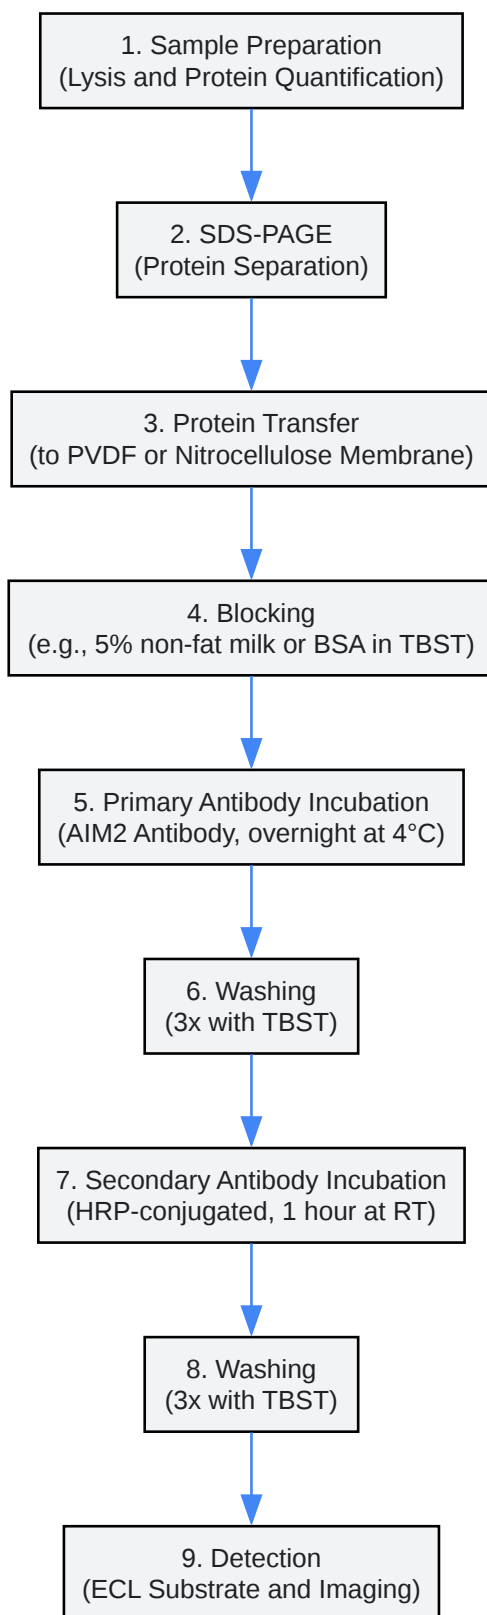 1. Sample Preparation
(Lysis and Protein Quantification)
2. SDS-PAGE
(Protein Separation)
3. Protein Transfer
(to PVDF or Nitrocellulose Membrane)
4. Blocking
(e.g., 5% non-fat milk or BSA in TBST)
5. Primary Antibody Incubation
(AIM2 Antibody, overnight at 4°C)
6. Washing
(3x with TBST)
7. Secondary Antibody Incubation
(HRP-conjugated, 1 hour at RT)
8. Washing
(3x with TBST)
9. Detection
(ECL Substrate and Imaging)